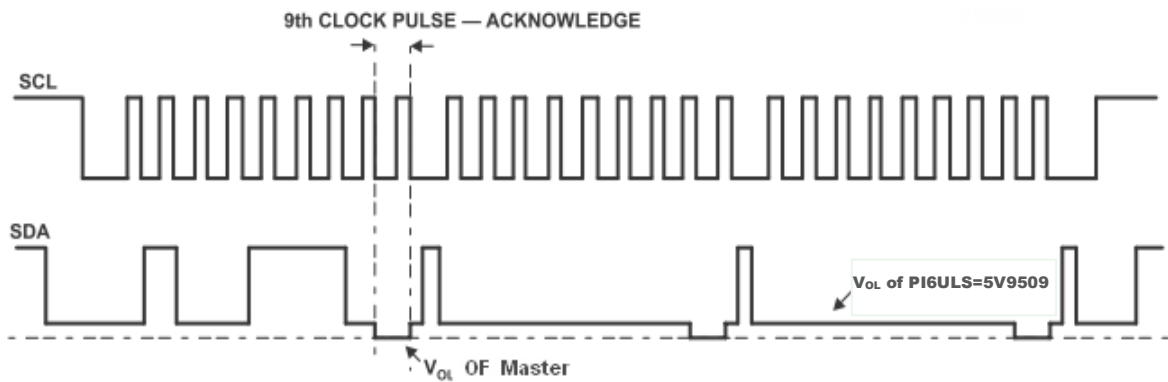 9th CLOCK PULSE — ACKNOWLEDGE
SCL
SDA
VOL of PI6ULS=5V9509
VOL OF Master